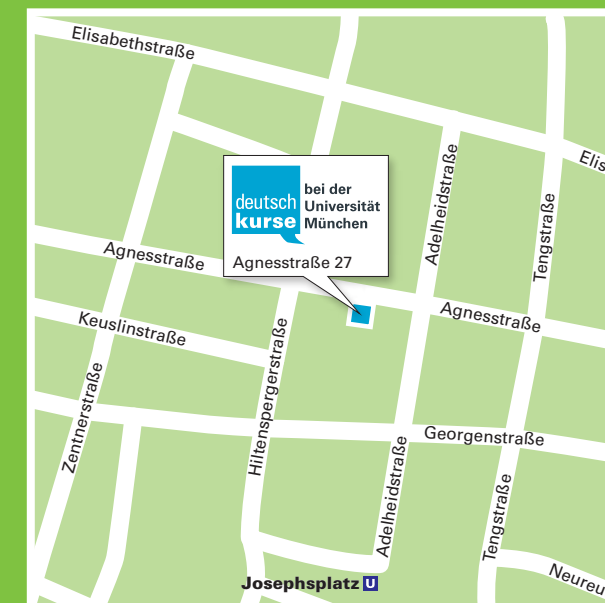 Elisabethstraße
Elis
deutsch
kurse
bei der
Universität
München
Agnesstraße 27
Adelheidstraße
Tengstraße
Agnesstraße
Agnesstraße
Keuslinstraße
Hiltenspergerstraße
Zentnerstraße
Georgenstraße
Adelheidstraße
Tengstraße
Josephsplatz U
Neureu